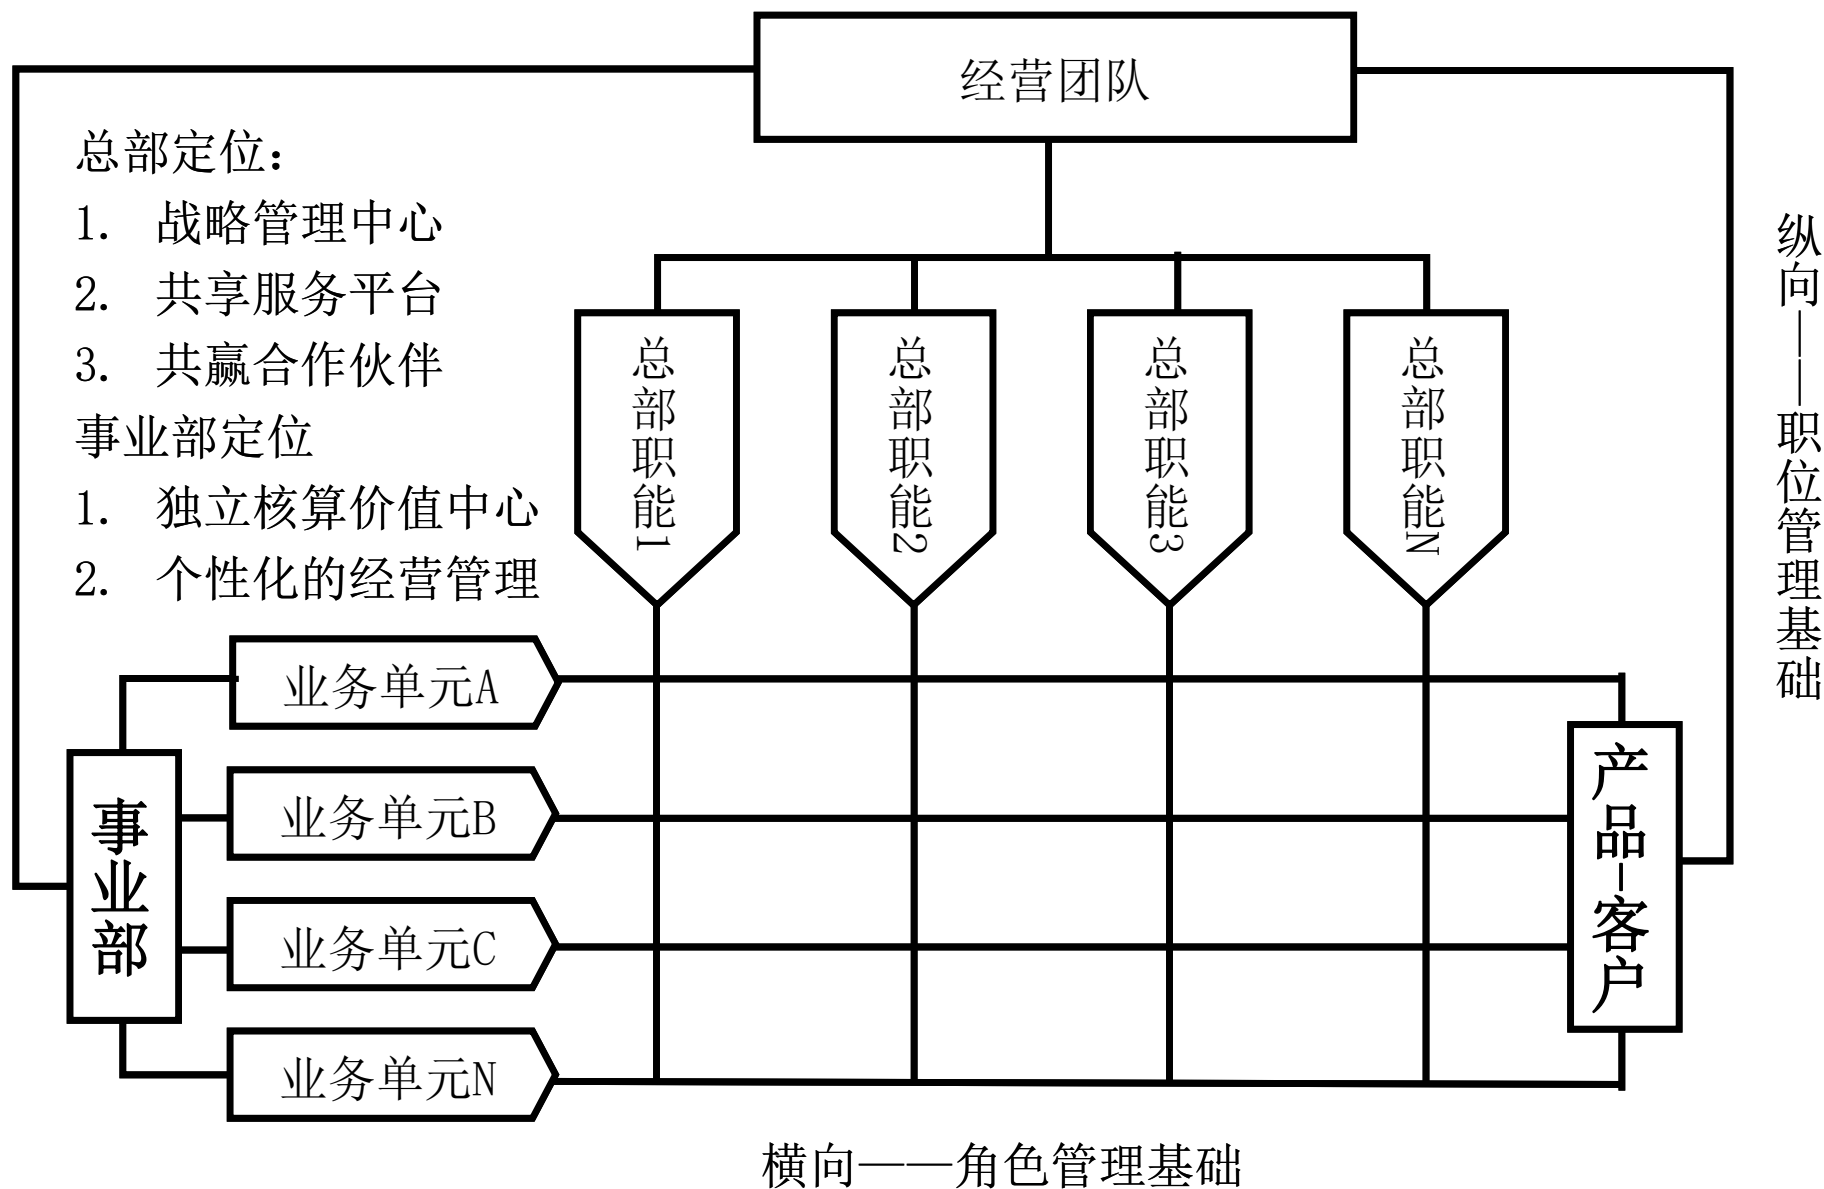 经营团队
总部定位：
1. 战略管理中心
2. 共享服务平台
3. 共赢合作伙伴
事业部定位
1. 独立核算价值中心
2. 个性化的经营管理
总部职能1
总部职能2
总部职能3
总部职能N
纵向——职位管理基础
业务单元A
业务单元B
业务单元C
业务单元N
事业部
产品-客户
横向——角色管理基础